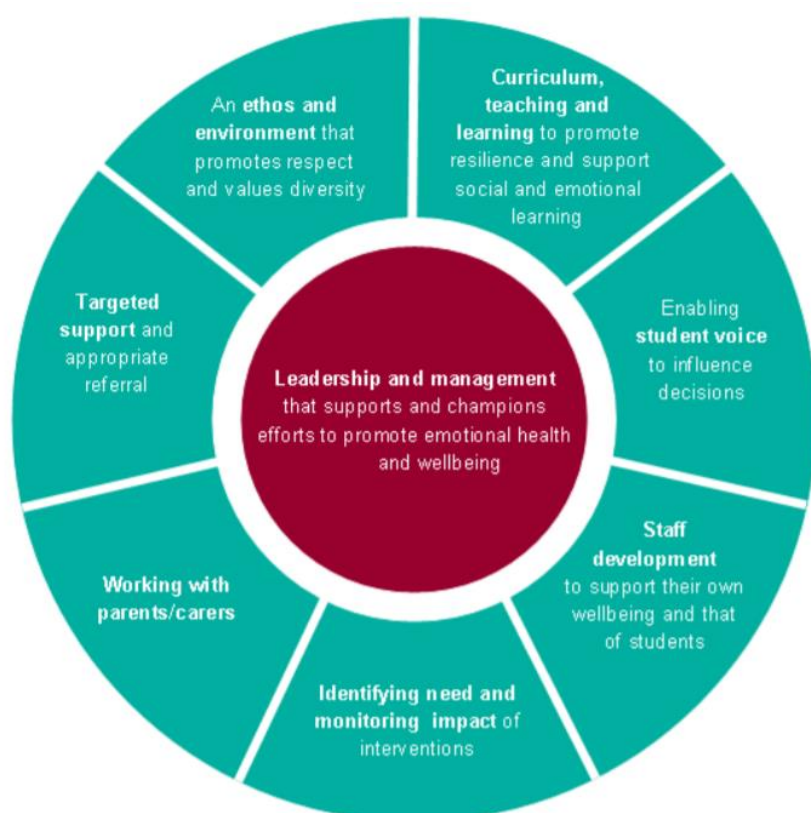 An ethos and
environment that
promotes respect
and values diversity
Curriculum,
teaching and
learning to promote
resilience and support
social and emotional
learning
Enabling
student voice
to influence
decisions
Staff
development
to support their own
wellbeing and that
of students
Identifying need and
monitoring impact of
interventions
Working with
parents/carers
Targeted
support and
appropriate
referral
Leadership and management
that supports and champions
efforts to promote emotional health
and wellbeing